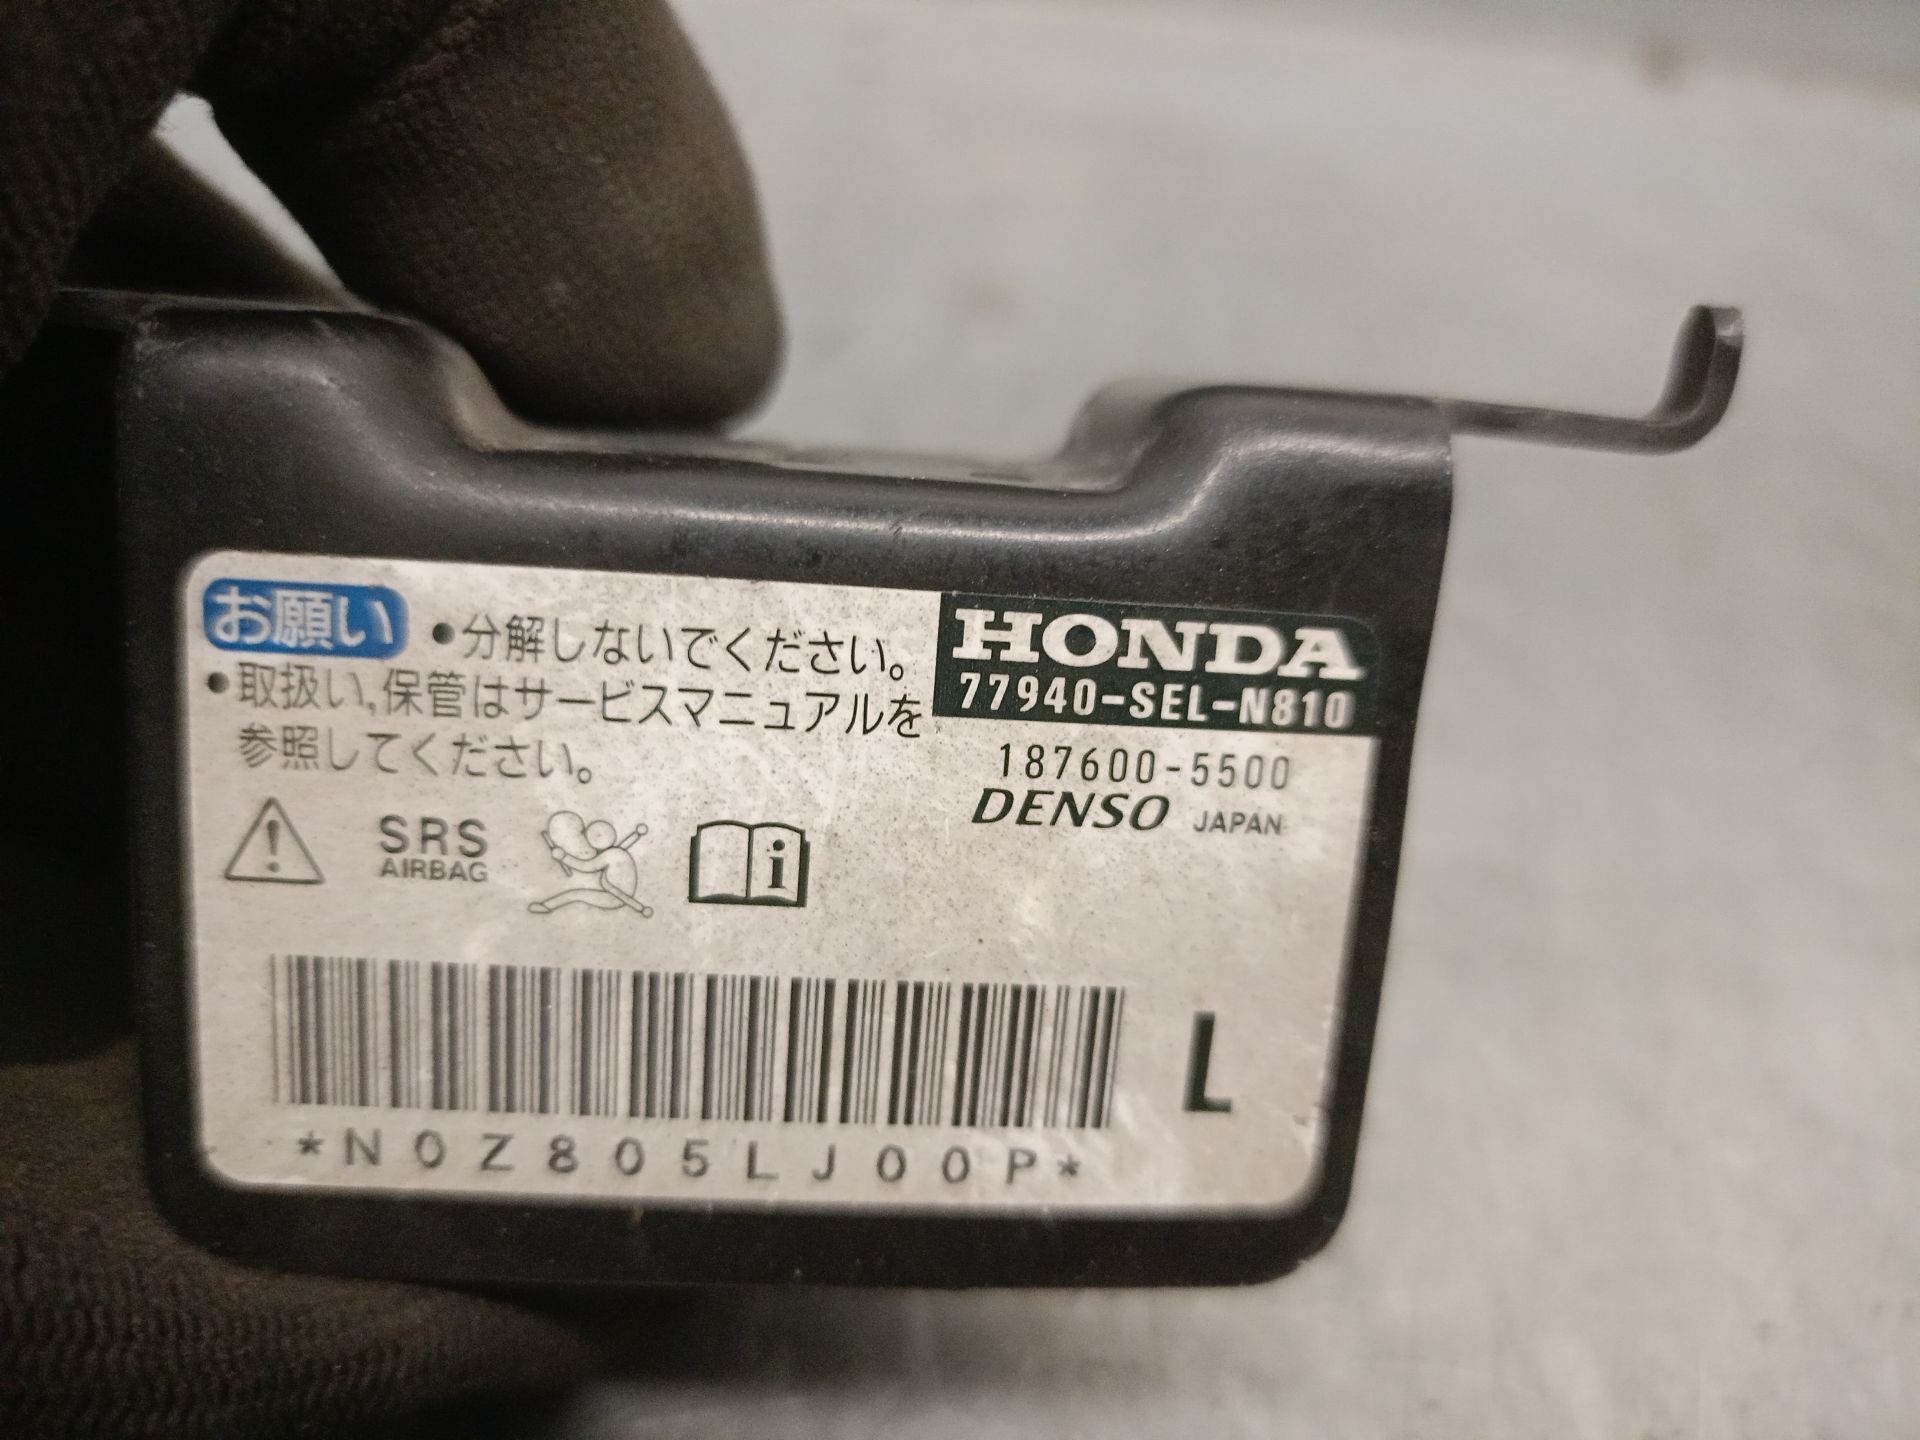 お願い
•分解しないでください。
•取扱い,保管はサービスマニュアルを
参照してください。
HONDA
77940-SEL-N810
187600-5500
DENSO JAPAN
SRS
AIRBAG
i
L
*N0Z805LJ00P*